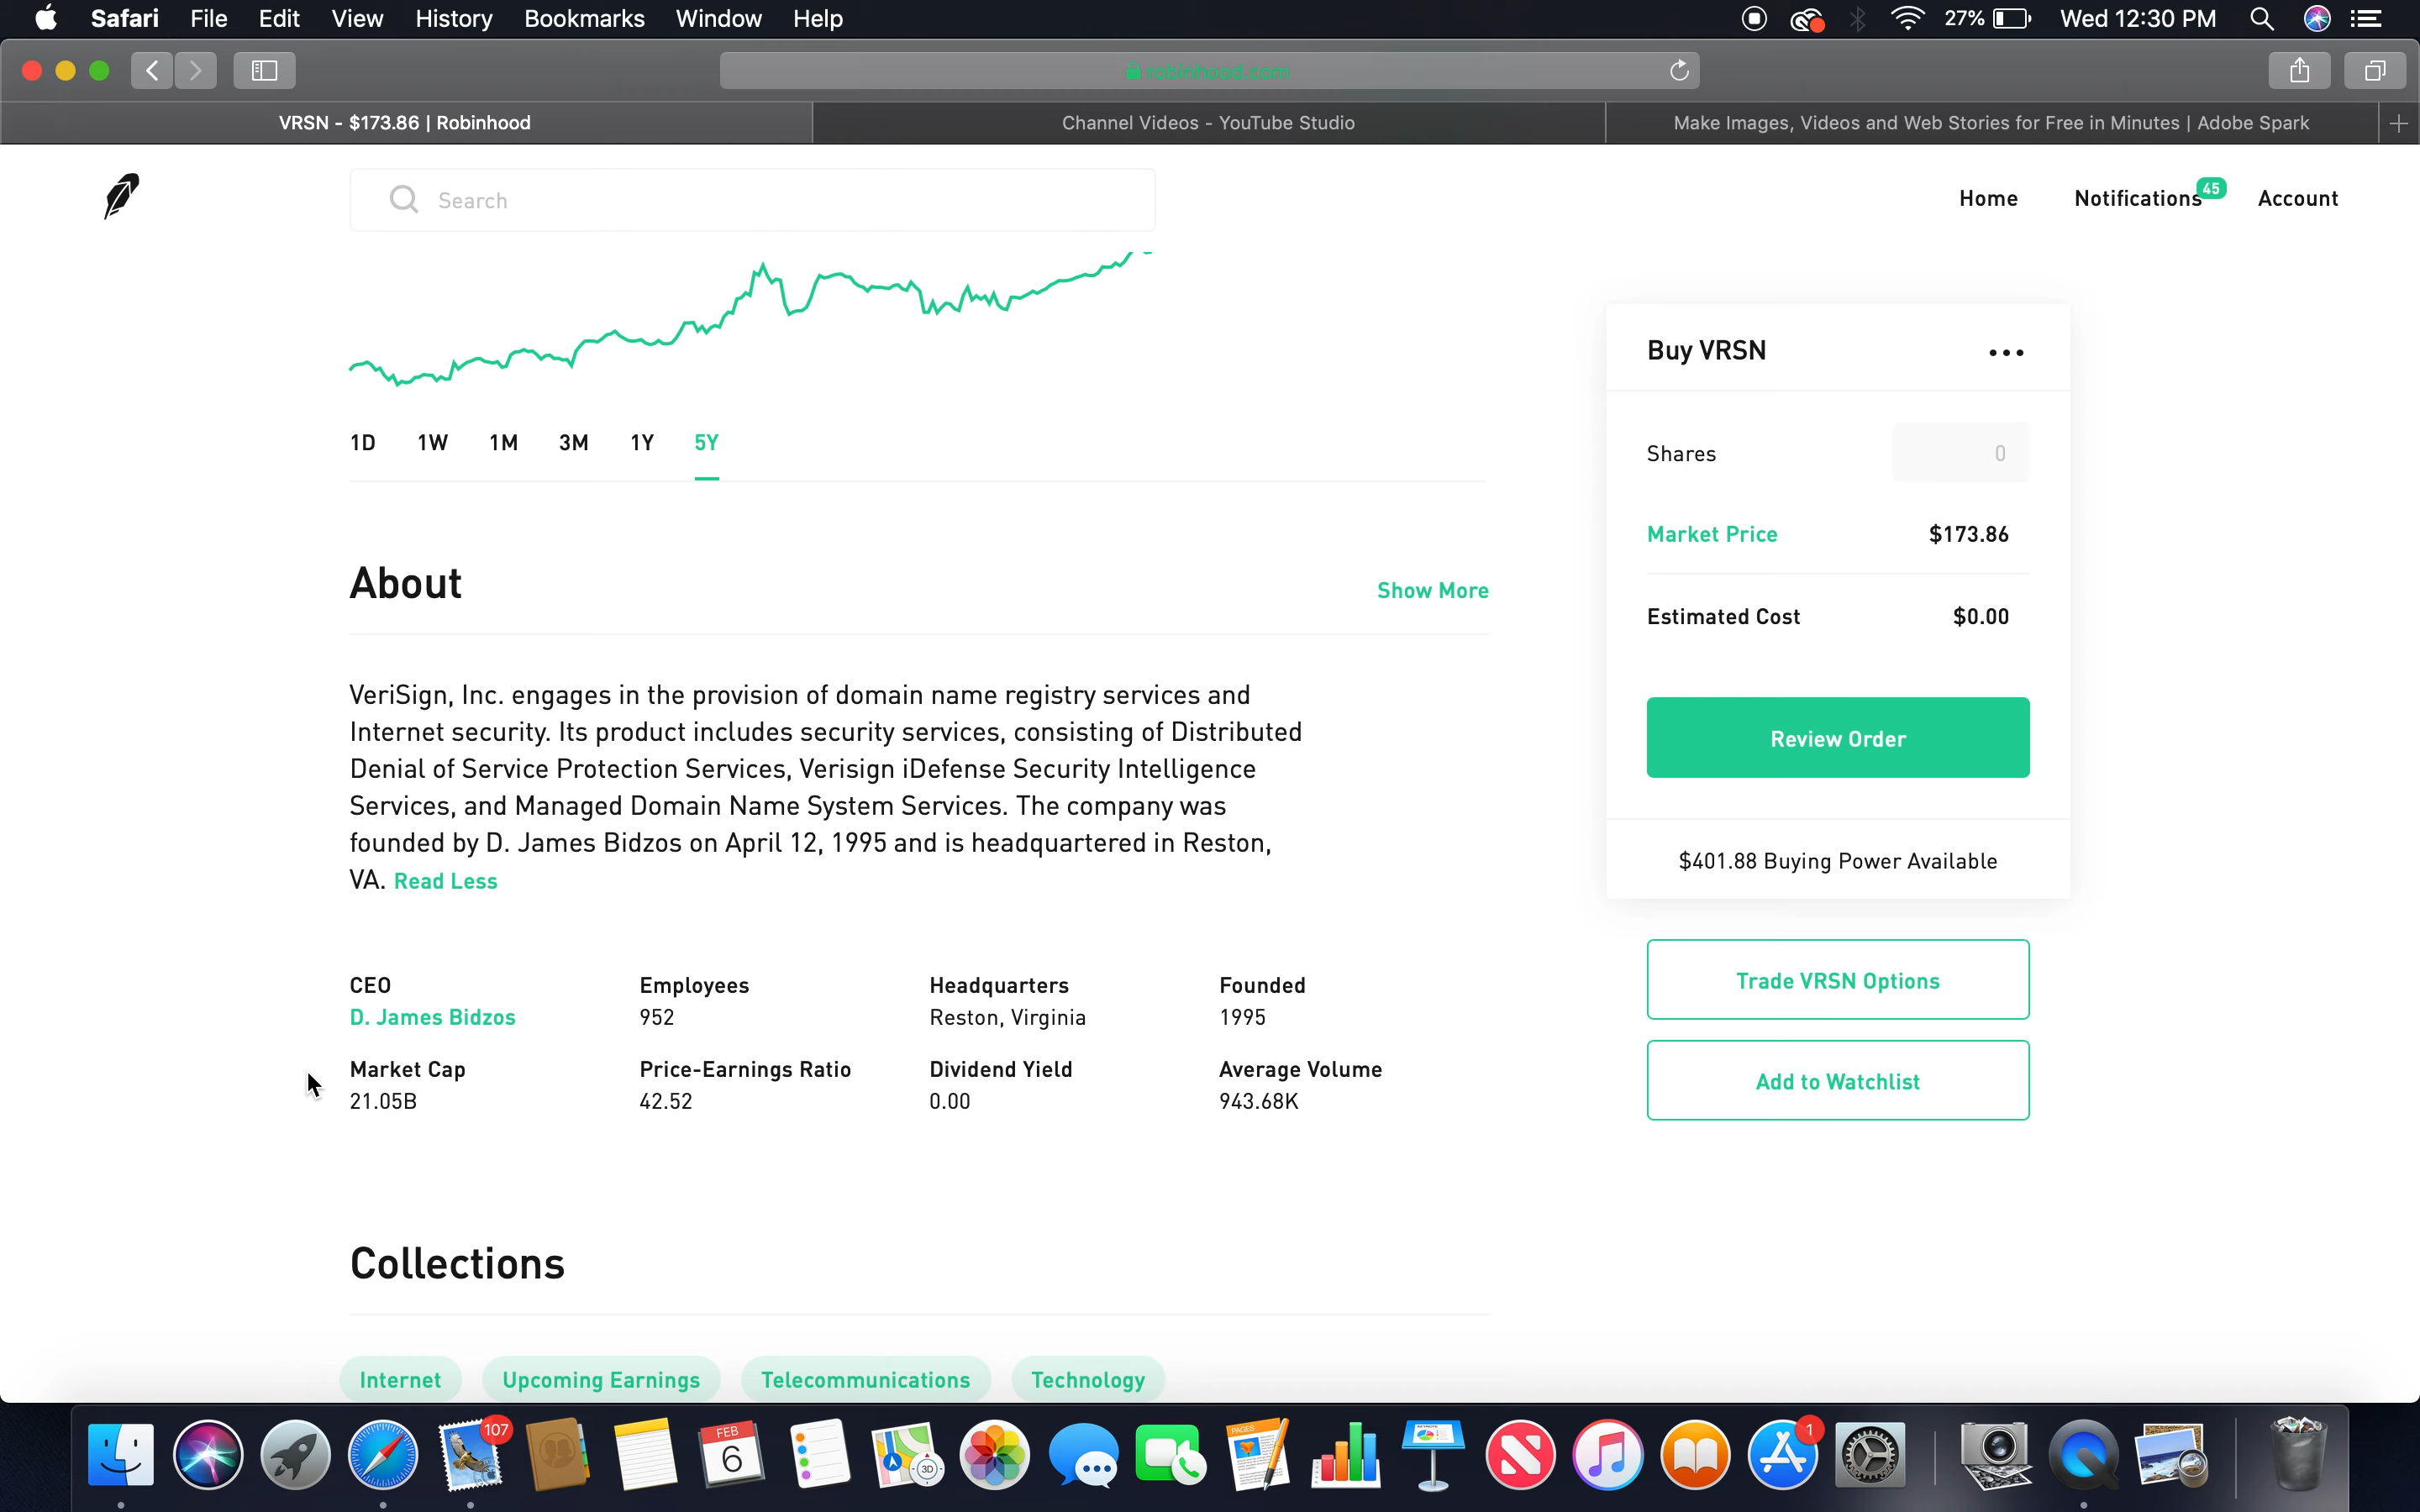 Safari File Edit View History Bookmarks Window Help 27% Wed 12:30 PM
robinhood.com
VRSN - $173.86 | Robinhood Channel Videos - YouTube Studio Make Images, Videos and Web Stories for Free in Minutes | Adobe Spark
Search Home Notifications 45 Account
1D 1W 1M 3M 1Y 5Y
About Show More
VeriSign, Inc. engages in the provision of domain name registry services and
Internet security. Its product includes security services, consisting of Distributed
Denial of Service Protection Services, Verisign iDefense Security Intelligence
Services, and Managed Domain Name System Services. The company was
founded by D. James Bidzos on April 12, 1995 and is headquartered in Reston,
VA. Read Less
CEO Employees Headquarters Founded
D. James Bidzos 952 Reston, Virginia 1995
Market Cap Price-Earnings Ratio Dividend Yield Average Volume
21.05B 42.52 0.00 943.68K
Collections
Internet Upcoming Earnings Telecommunications Technology
Buy VRSN
Shares 0
Market Price $173.86
Estimated Cost $0.00
Review Order
$401.88 Buying Power Available
Trade VRSN Options
Add to Watchlist
107 FEB 6 3D PAGES 1